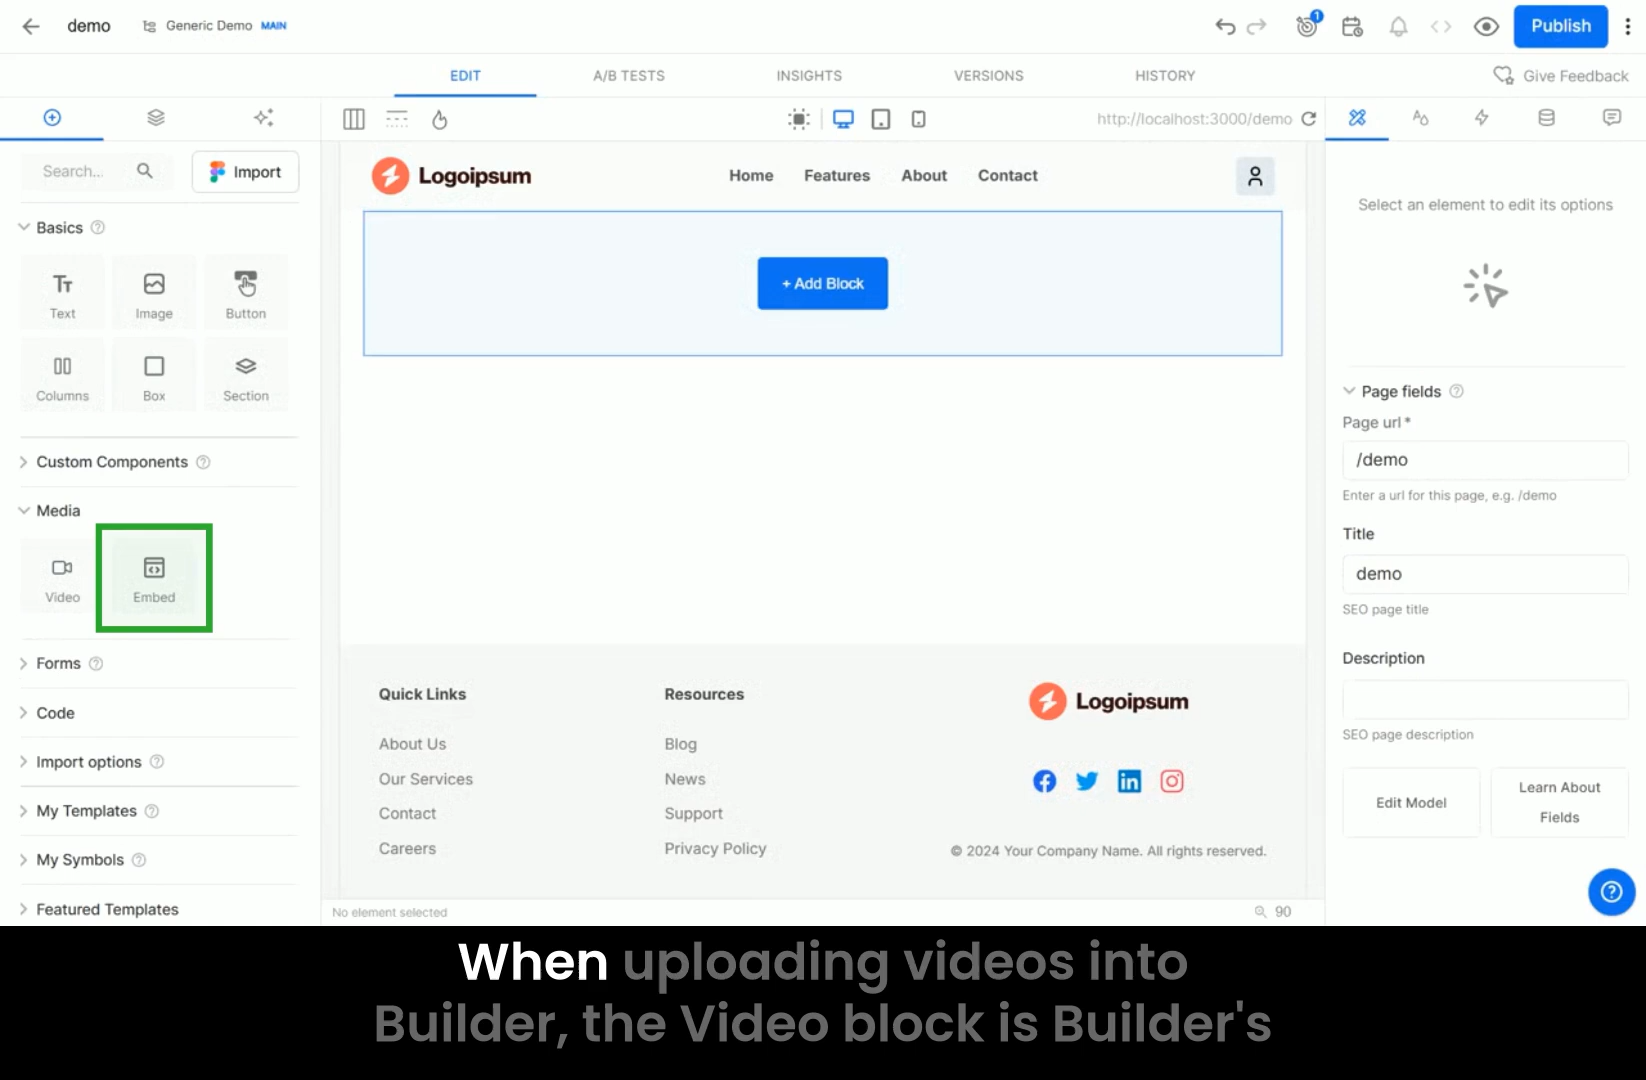 demo
Generic Demo MAIN
1
Publish
EDIT
A/B TESTS
INSIGHTS
VERSIONS
HISTORY
Give Feedback
http://localhost:3000/demo
Search...
Import
Basics
Text
Image
Button
Columns
Box
Section
Custom Components
Media
Video
Embed
Forms
Code
Import options
My Templates
My Symbols
Featured Templates
Logoipsum
Home
Features
About
Contact
+ Add Block
Quick Links
About Us
Our Services
Contact
Careers
Resources
Blog
News
Support
Privacy Policy
Logoipsum
© 2024 Your Company Name. All rights reserved.
No element selected
90
Select an element to edit its options
Page fields
Page url *
/demo
Enter a url for this page, e.g. /demo
Title
demo
SEO page title
Description
SEO page description
Edit Model
Learn About
Fields
When uploading videos into
Builder, the Video block is Builder's